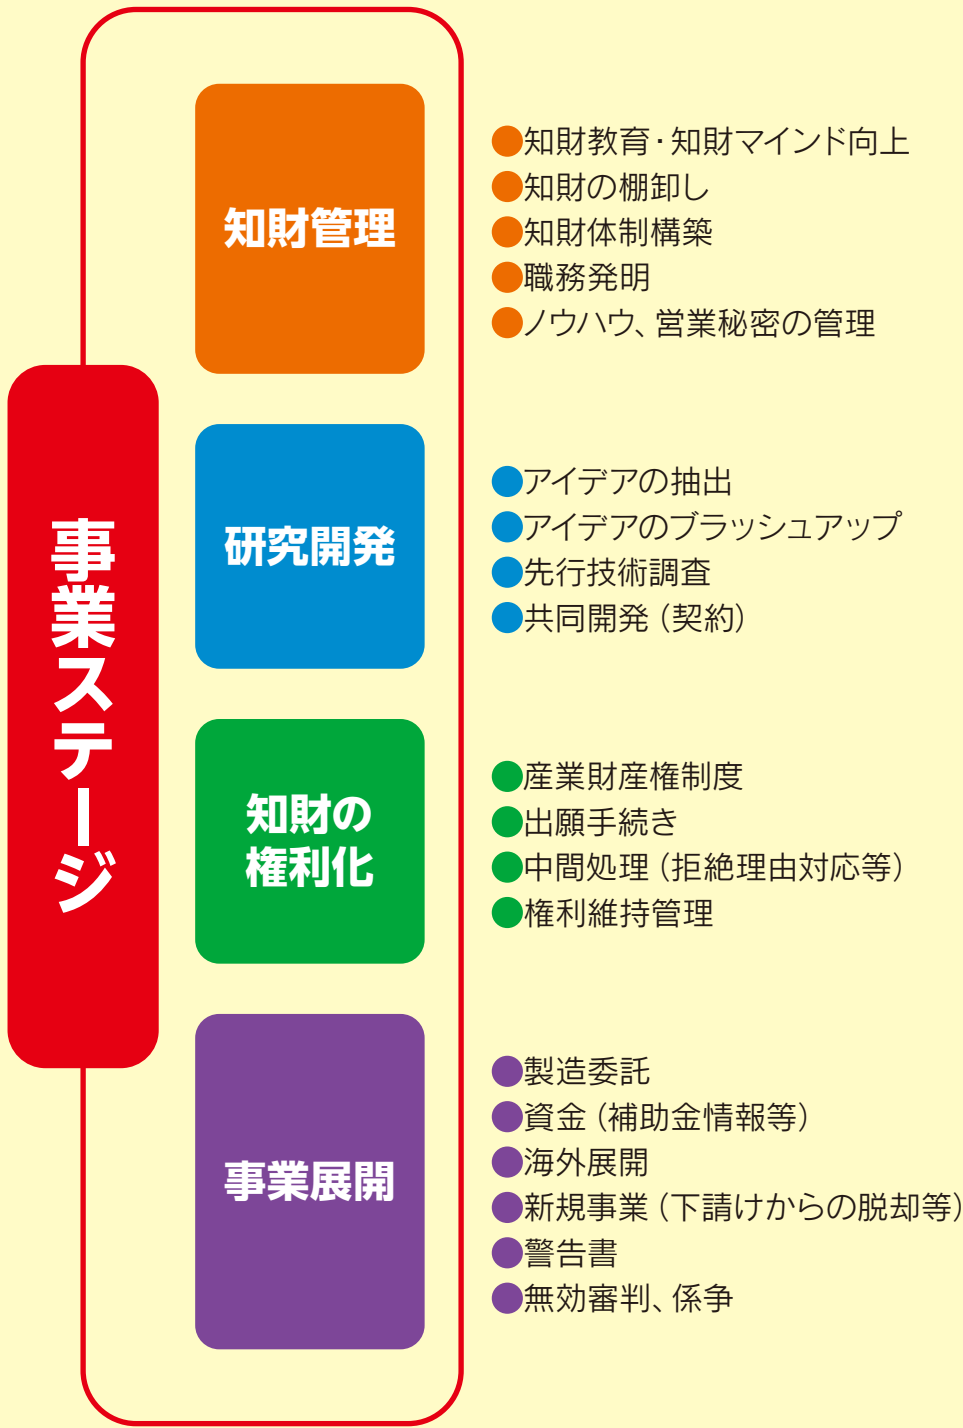 事業ステージ
知財管理
●知財教育・知財マインド向上
●知財の棚卸し
●知財体制構築
●職務発明
●ノウハウ、営業秘密の管理
研究開発
●アイデアの抽出
●アイデアのブラッシュアップ
●先行技術調査
●共同開発（契約）
知財の
権利化
●産業財産権制度
●出願手続き
●中間処理（拒絶理由対応等）
●権利維持管理
事業展開
●製造委託
●資金（補助金情報等）
●海外展開
●新規事業（下請けからの脱却等）
●警告書
●無効審判、係争